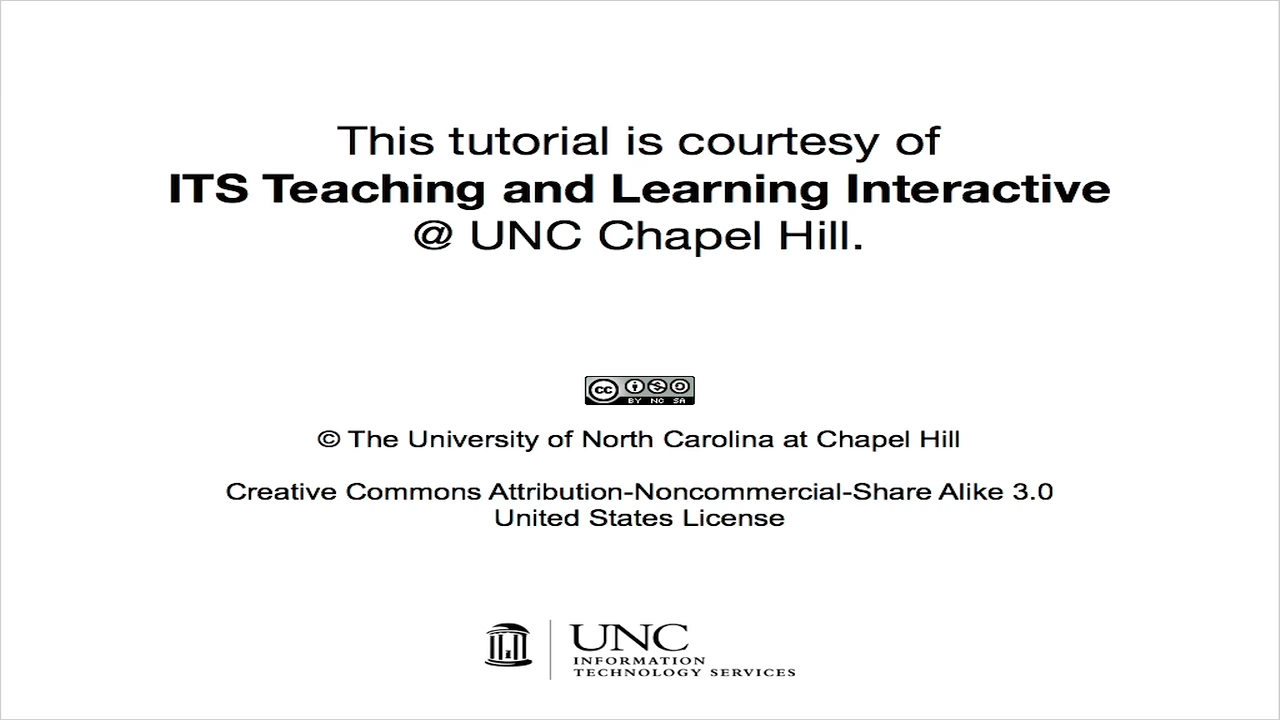 This tutorial is courtesy of
ITS Teaching and Learning Interactive
@ UNC Chapel Hill.
cc
BY NC SA
© The University of North Carolina at Chapel Hill
Creative Commons Attribution-Noncommercial-Share Alike 3.0
United States License
UNC
INFORMATION
TECHNOLOGY SERVICES